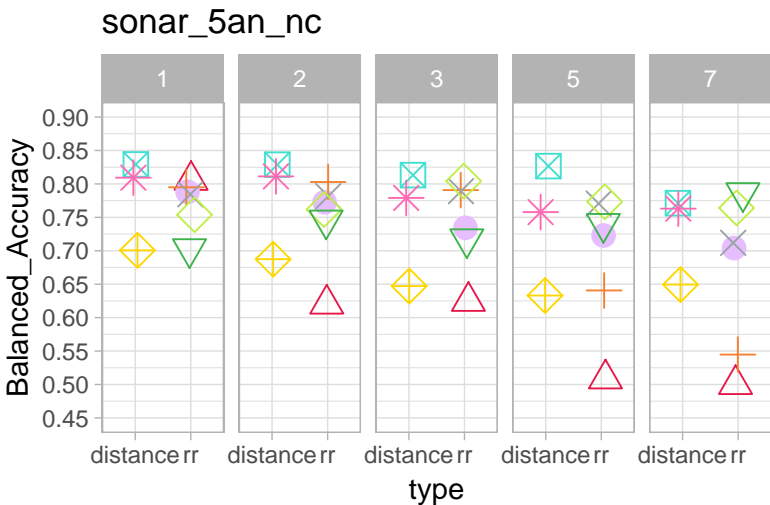 sonar_5an_nc
1 2 3 5 7
Balanced_Accuracy
0.90
0.85
0.80
0.75
0.70
0.65
0.60
0.55
0.50
0.45
distance rr distance rr distance rr distance rr distance rr
type